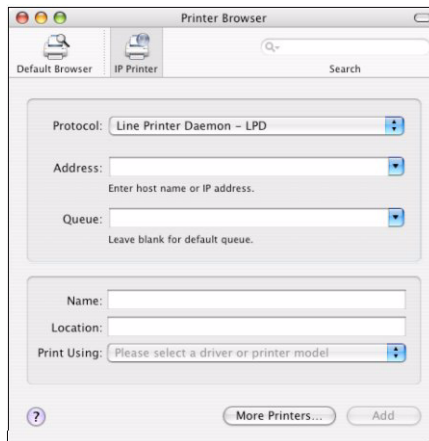 Printer Browser
Default Browser
IP Printer
Search
Protocol: Line Printer Daemon – LPD
Address:
Enter host name or IP address.
Queue:
Leave blank for default queue.
Name:
Location:
Print Using: Please select a driver or printer model
? More Printers... Add